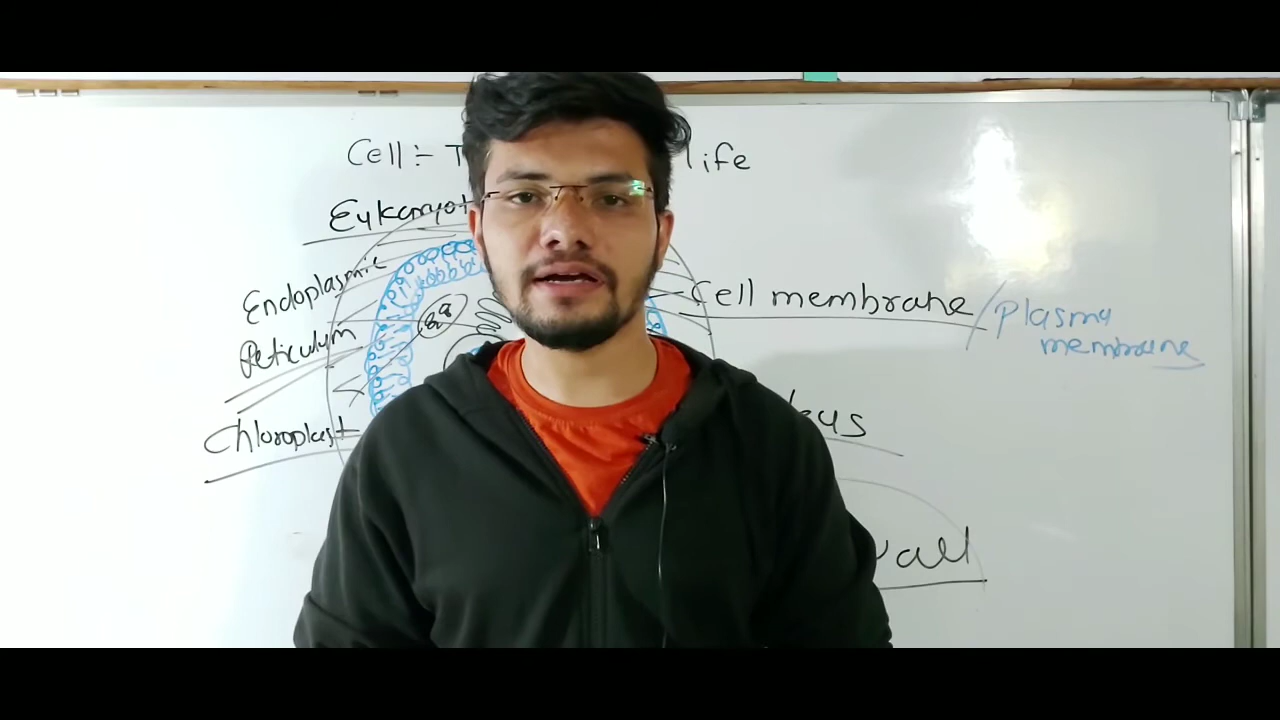 Cell :- T life
Eukaryot
Endoplasmic
Reticulum
Cell membrane / plasma
membrane
Chloroplast
leus
wall